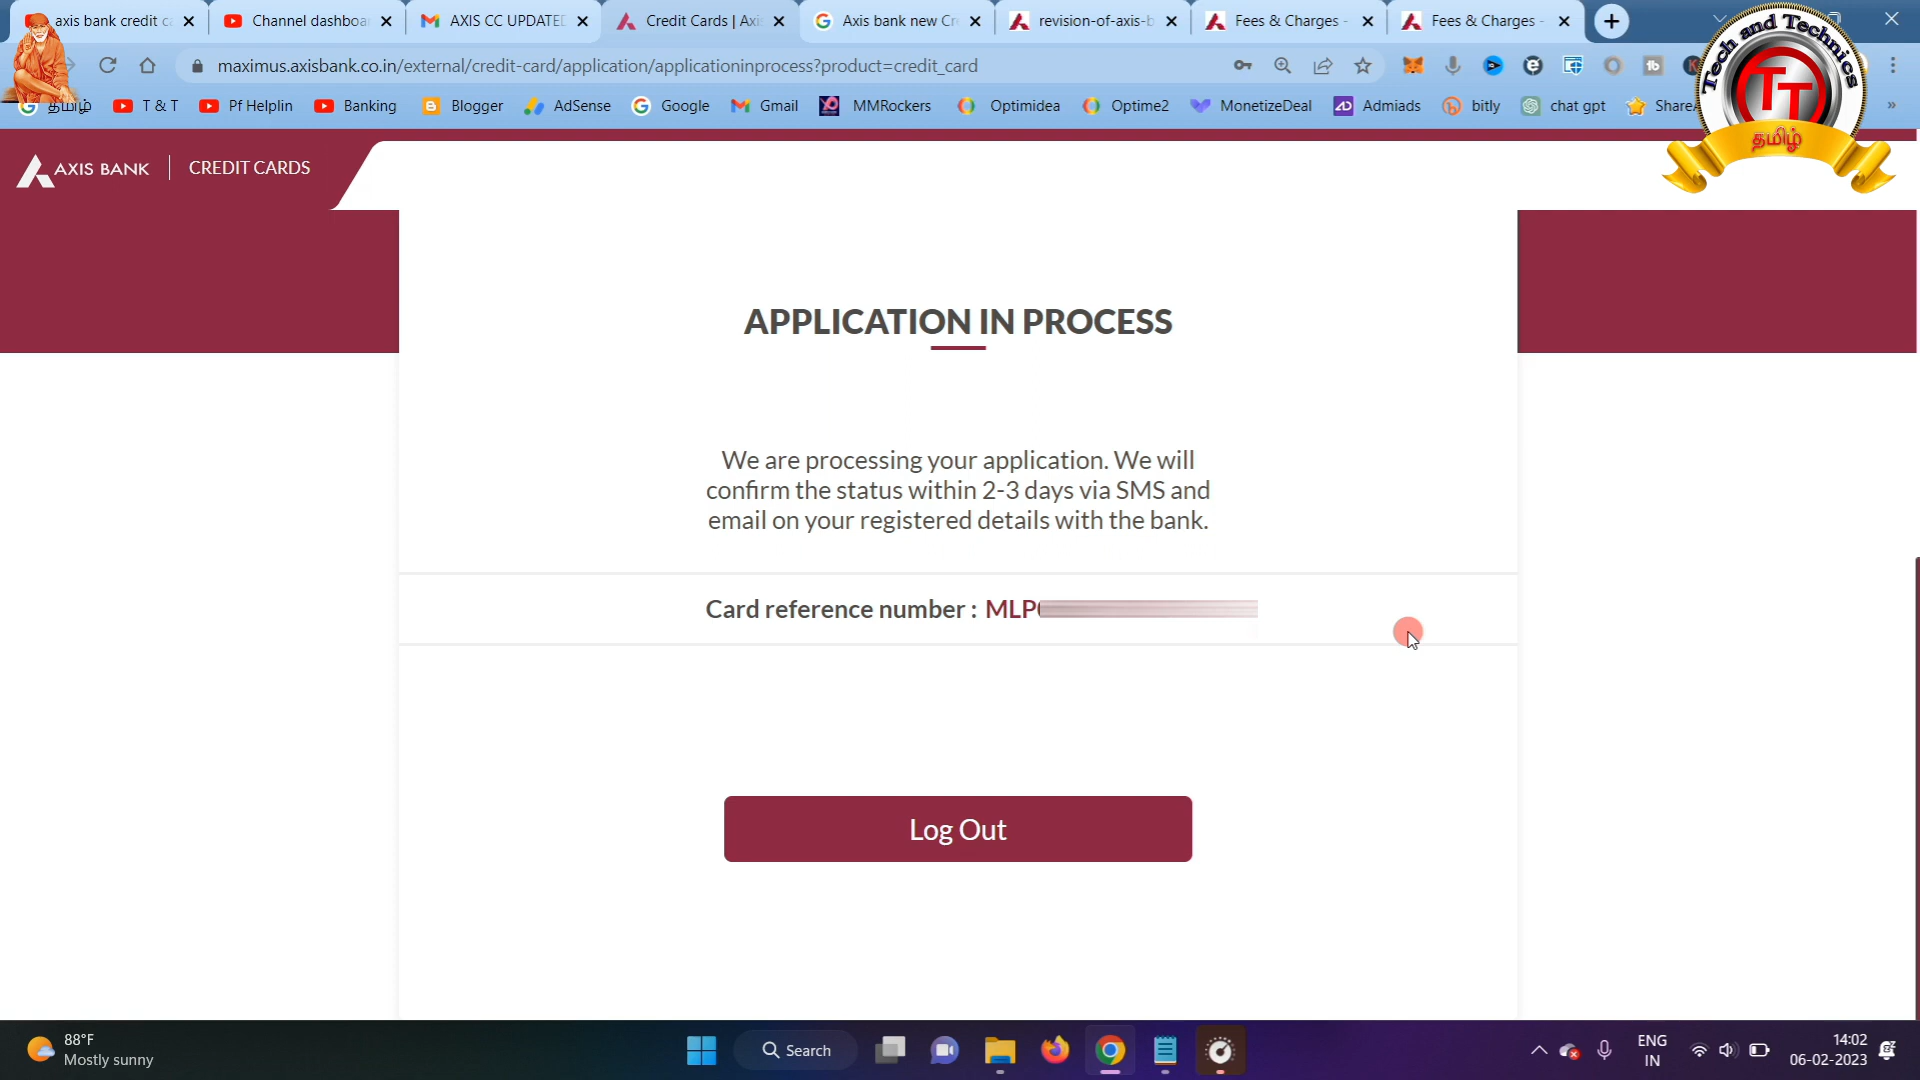 axis bank credit ca
Channel dashboar
AXIS CC UPDATED
Credit Cards | Axi
Axis bank new Cr
revision-of-axis-b
Fees & Charges -
Fees & Charges -
maximus.axisbank.co.in/external/credit-card/application/applicationinprocess?product=credit_card
தமிழ்
T & T
Pf Helplin
Banking
Blogger
AdSense
Google
Gmail
MMRockers
Optimidea
Optime2
MonetizeDeal
Admiads
bitly
chat gpt
ShareA
»
Tech and Technics
TT
தமிழ்
AXIS BANK
CREDIT CARDS
APPLICATION IN PROCESS
We are processing your application. We will
confirm the status within 2-3 days via SMS and
email on your registered details with the bank.
Card reference number : MLP
Log Out
88°F
Mostly sunny
Search
ENG
IN
14:02
06-02-2023